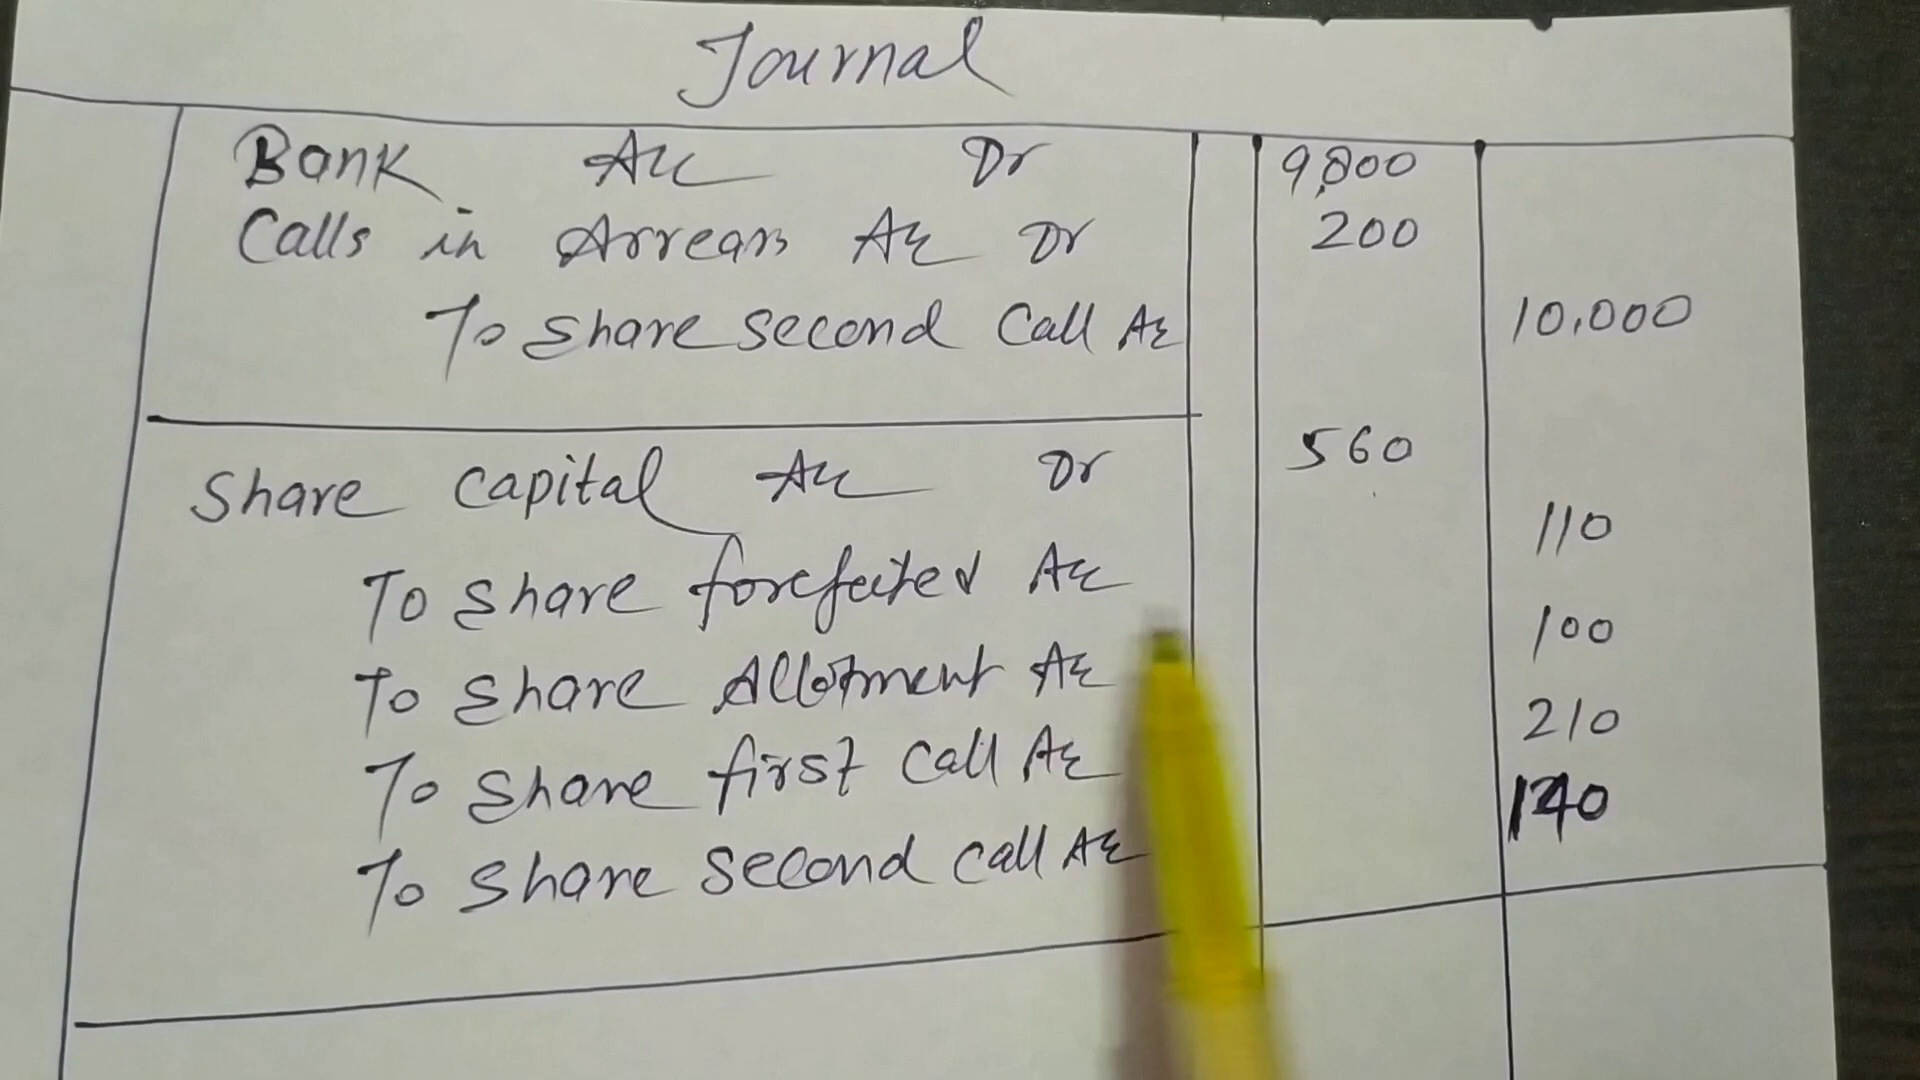 Journal
Bank A/c Dr 9,800
Calls in Arrears A/c Dr 200
To Share Second Call A/c 10,000
Share Capital A/c Dr 560
To Share forefeited A/c 110
To Share Allotment A/c 100
To Share first Call A/c 210
To Share Second Call A/c 140